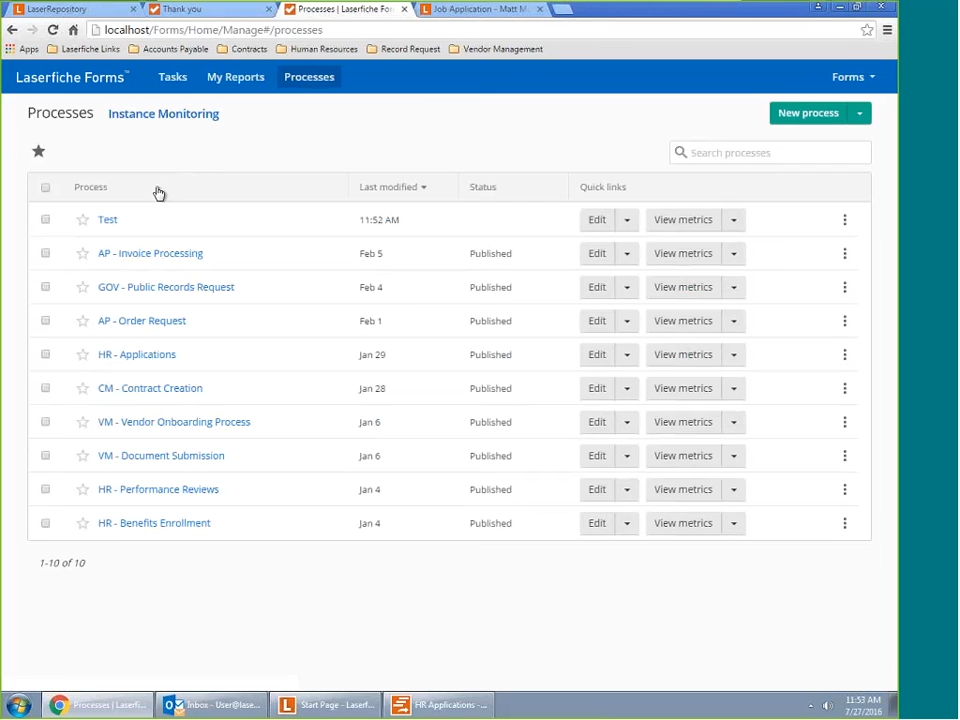 LaserRepository
Thank you
Processes | Laserfiche Fo
Job Application - Matt M
localhost/Forms/Home/Manage#/processes
Apps Laserfiche Links Accounts Payable Contracts Human Resources Record Request Vendor Management
Laserfiche Forms™ Tasks My Reports Processes Forms
Processes Instance Monitoring New process
Search processes
Process Last modified Status Quick links
Test 11:52 AM Edit View metrics
AP - Invoice Processing Feb 5 Published Edit View metrics
GOV - Public Records Request Feb 4 Published Edit View metrics
AP - Order Request Feb 1 Published Edit View metrics
HR - Applications Jan 29 Published Edit View metrics
CM - Contract Creation Jan 28 Published Edit View metrics
VM - Vendor Onboarding Process Jan 6 Published Edit View metrics
VM - Document Submission Jan 6 Published Edit View metrics
HR - Performance Reviews Jan 4 Published Edit View metrics
HR - Benefits Enrollment Jan 4 Published Edit View metrics
1-10 of 10
Processes | Laserfi...
Inbox - User@lase...
Start Page - Laserf...
HR Applications -...
11:53 AM
7/27/2016